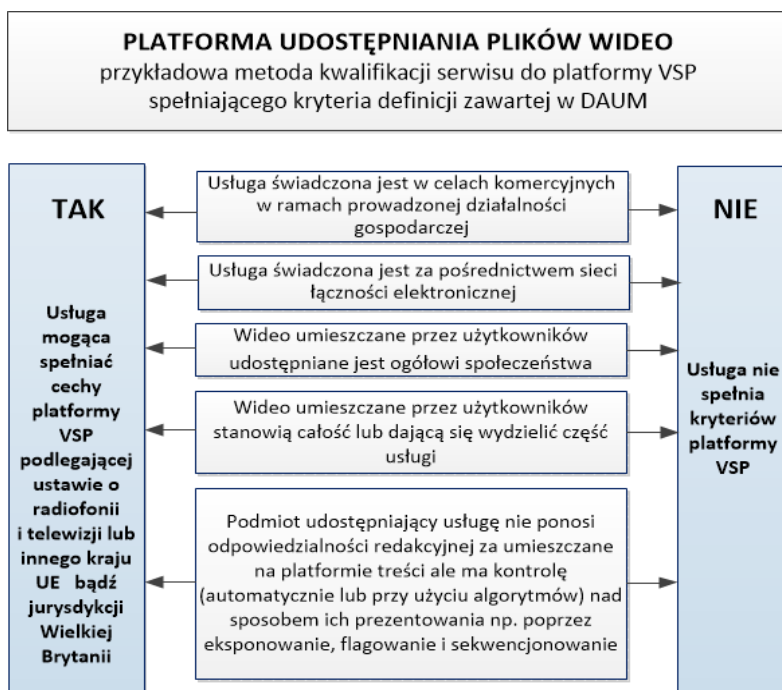 PLATFORMA UDOSTĘPNIANIA PLIKÓW WIDEO
przykładowa metoda kwalifikacji serwisu do platformy VSP
spełniającego kryteria definicji zawartej w DAUM
TAK
Usługa
mogąca
spełniać
cechy
platformy
VSP
podlegającej
ustawie o
radiofonii
i telewizji lub
innego kraju
UE bądź
jurysdykcji
Wielkiej
Brytanii
Usługa świadczona jest w celach komercyjnych
w ramach prowadzonej działalności
gospodarczej
Usługa świadczona jest za pośrednictwem sieci
łączności elektronicznej
Wideo umieszczane przez użytkowników
udostępniane jest ogółowi społeczeństwa
Wideo umieszczane przez użytkowników
stanowią całość lub dającą się wydzielić część
usługi
Podmiot udostępniający usługę nie ponosi
odpowiedzialności redakcyjnej za umieszczane
na platformie treści ale ma kontrolę
(automatycznie lub przy użyciu algorytmów) nad
sposobem ich prezentowania np. poprzez
eksponowanie, flagowanie i sekwencjonowanie
NIE
Usługa nie
spełnia
kryteriów
platformy
VSP